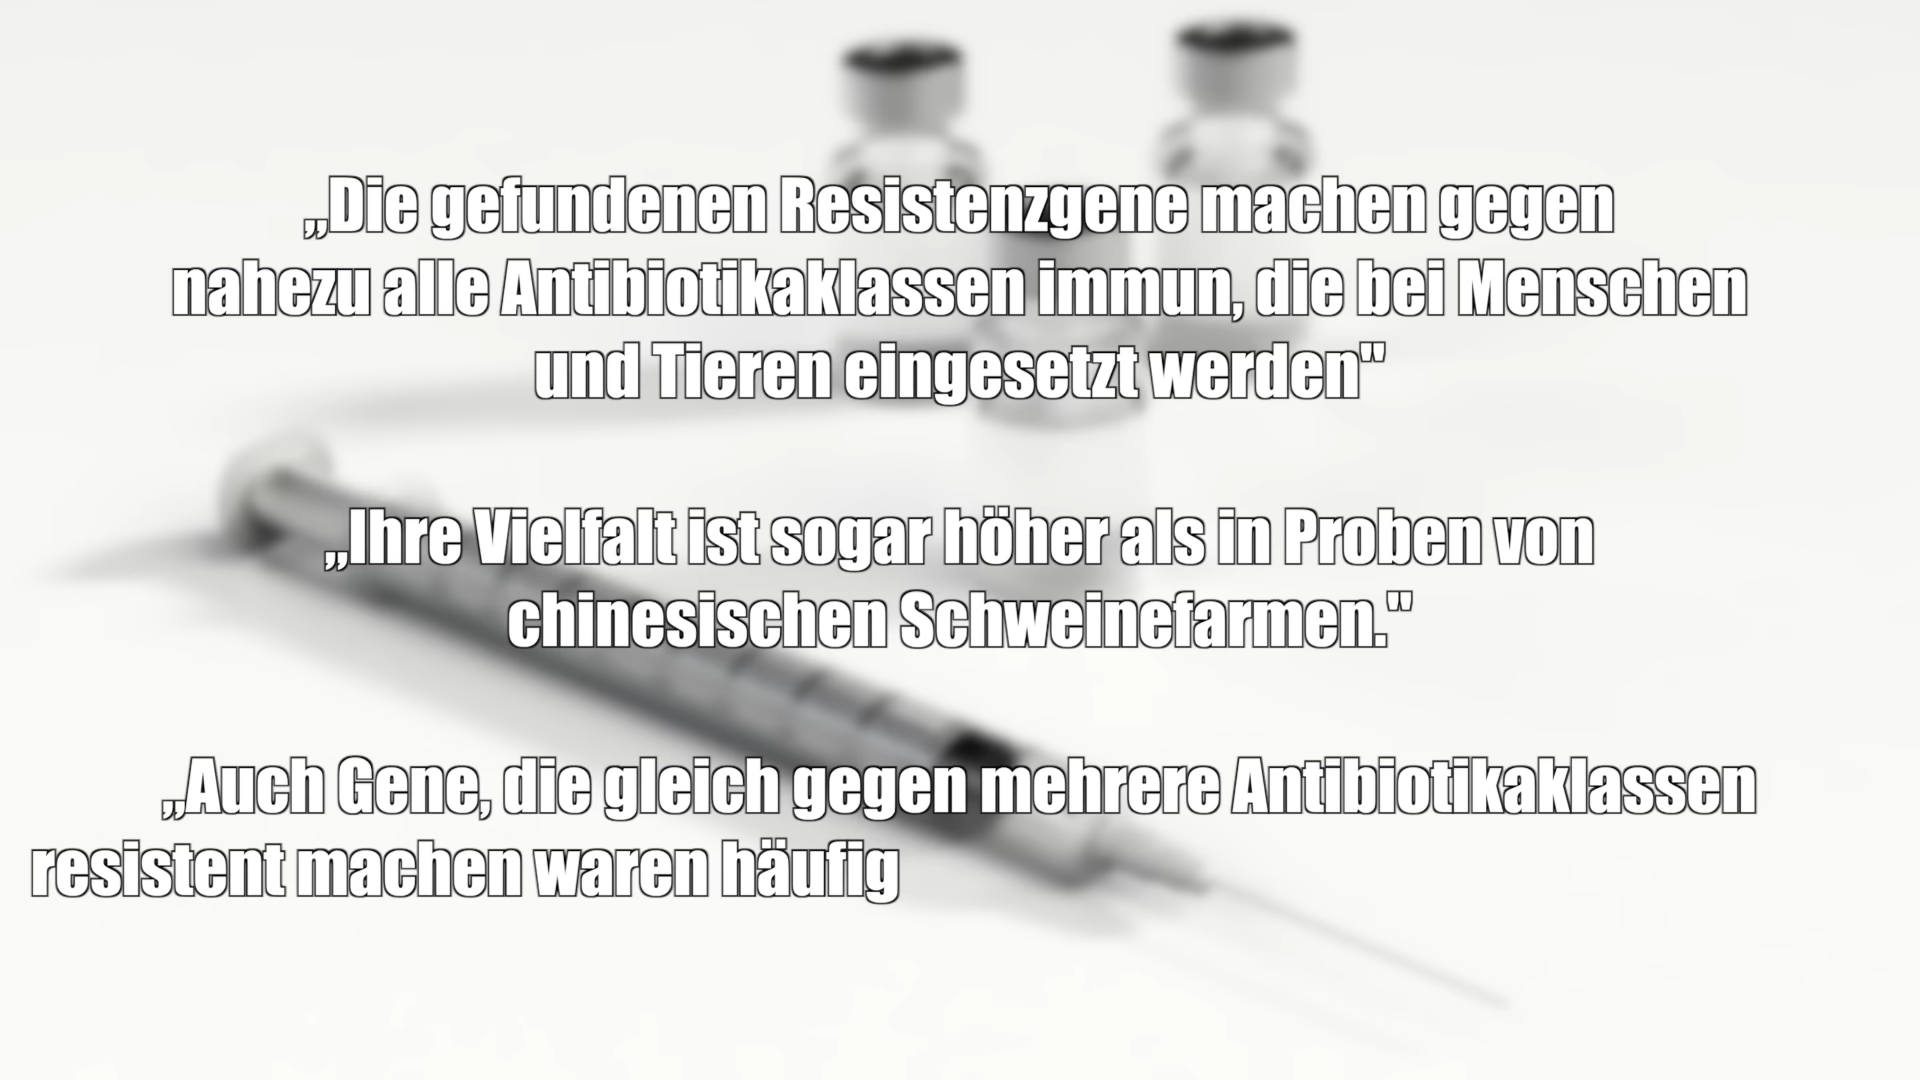 „Die gefundenen Resistenzgene machen gegen
nahezu alle Antibiotikaklassen immun, die bei Menschen
und Tieren eingesetzt werden"
„Ihre Vielfalt ist sogar höher als in Proben von
chinesischen Schweinefarmen."
„Auch Gene, die gleich gegen mehrere Antibiotikaklassen
resistent machen waren häufig